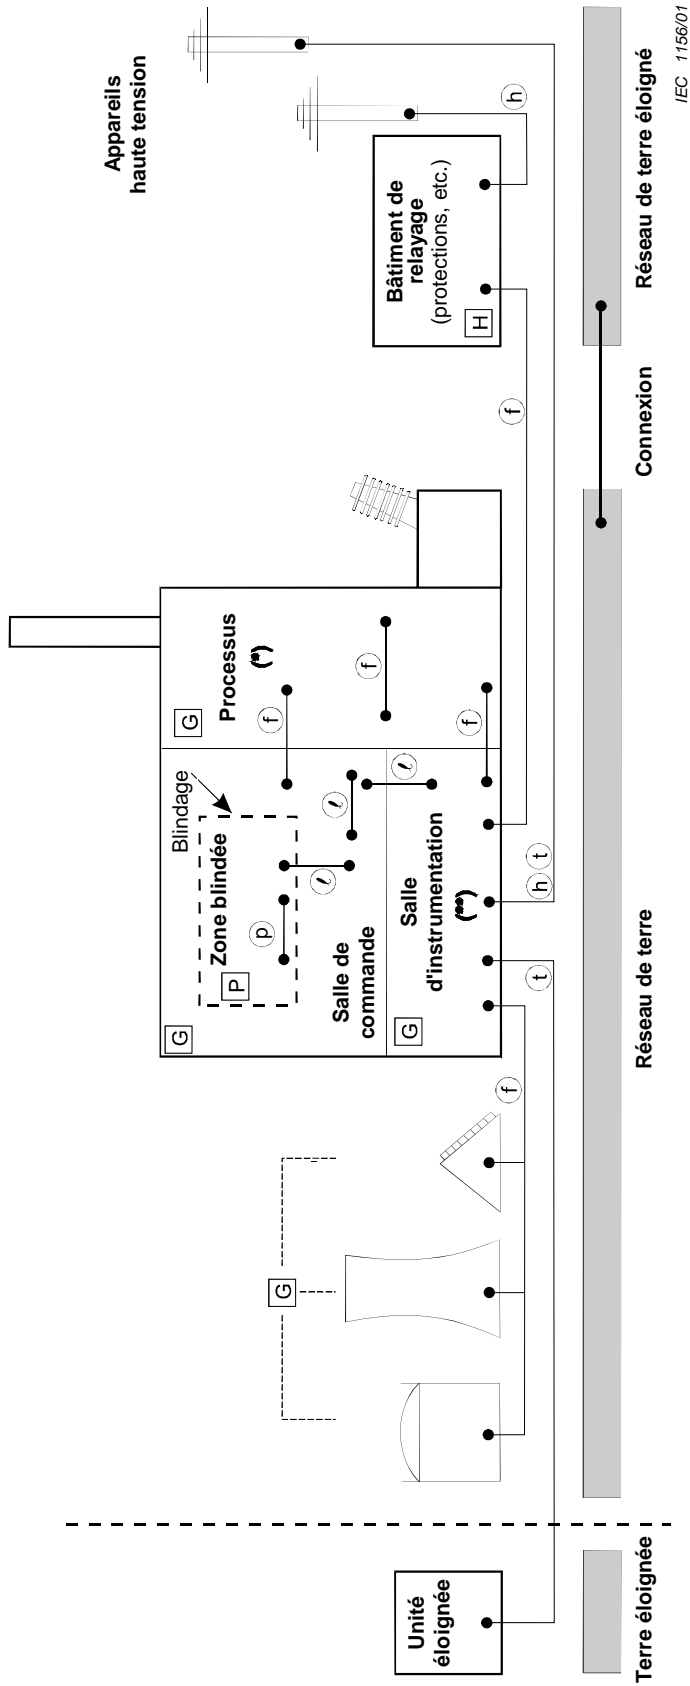 Appareils
haute tension
h
Bâtiment de
relayage
(protections, etc.)
H
f
Blindage
G
Zone blindée
P
p
ℓ
ℓ
ℓ
Salle de
commande
G
Processus
(*)
f
f
f
G
Salle
d'instrumentation
(**)
G
f
t
h
t
G
Unité
éloignée
Terre éloignée
Réseau de terre
Connexion
Réseau de terre éloigné
IEC 1156/01